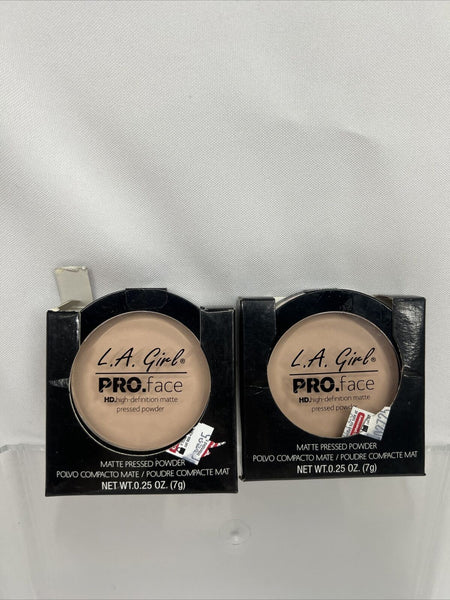 L.A. Girl®
PRO.face
HD.high-definition matte
pressed powder
MATTE PRESSED POWDER
POLVO COMPACTO MATE / POUDRE COMPACTE MAT
NET WT.0.25 OZ. (7g)
L.A. Girl®
PRO.face
HD.high-definition matte
pressed powder
MATTE PRESSED POWDER
POLVO COMPACTO MATE / POUDRE COMPACTE MAT
NET WT.0.25 OZ. (7g)